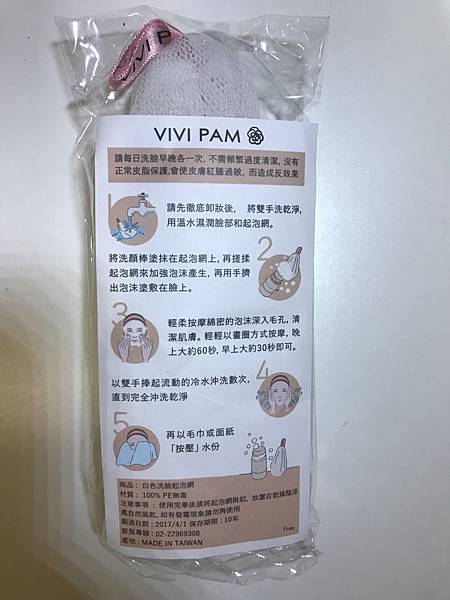 VIVI P
VIVI PAM
請每日洗臉早晚各一次, 不需頻繁過度清潔, 沒有
正常皮脂保護,會使皮膚紅腫過敏, 而造成反效果
1
請先徹底卸妝後， 將雙手洗乾淨,
用溫水濕潤臉部和起泡網。
2
將洗顏棒塗抹在起泡網上, 再搓揉
起泡網來加強泡沫產生，再用手擠
出泡沫塗敷在臉上。
3
輕柔按摩綿密的泡沫深入毛孔, 清
潔肌膚。輕輕以畫圈方式按摩，晚
上大約60秒, 早上大約30秒即可。
4
以雙手捧起流動的冷水沖洗數次,
直到完全沖洗乾淨
5
再以毛巾或面紙
「按壓」水份
商品 : 白色洗臉起泡網
材質 : 100% PE無毒
注意事項 : 使用完畢後請將起泡網掛起, 放置在乾燥陰涼
處自然風乾, 如有發霉現象請勿再使用
製造日期 : 2017/4/1 保存期限 : 10年
客服專線 : 02-22969308
產地 : MADE IN TAIWAN
Free